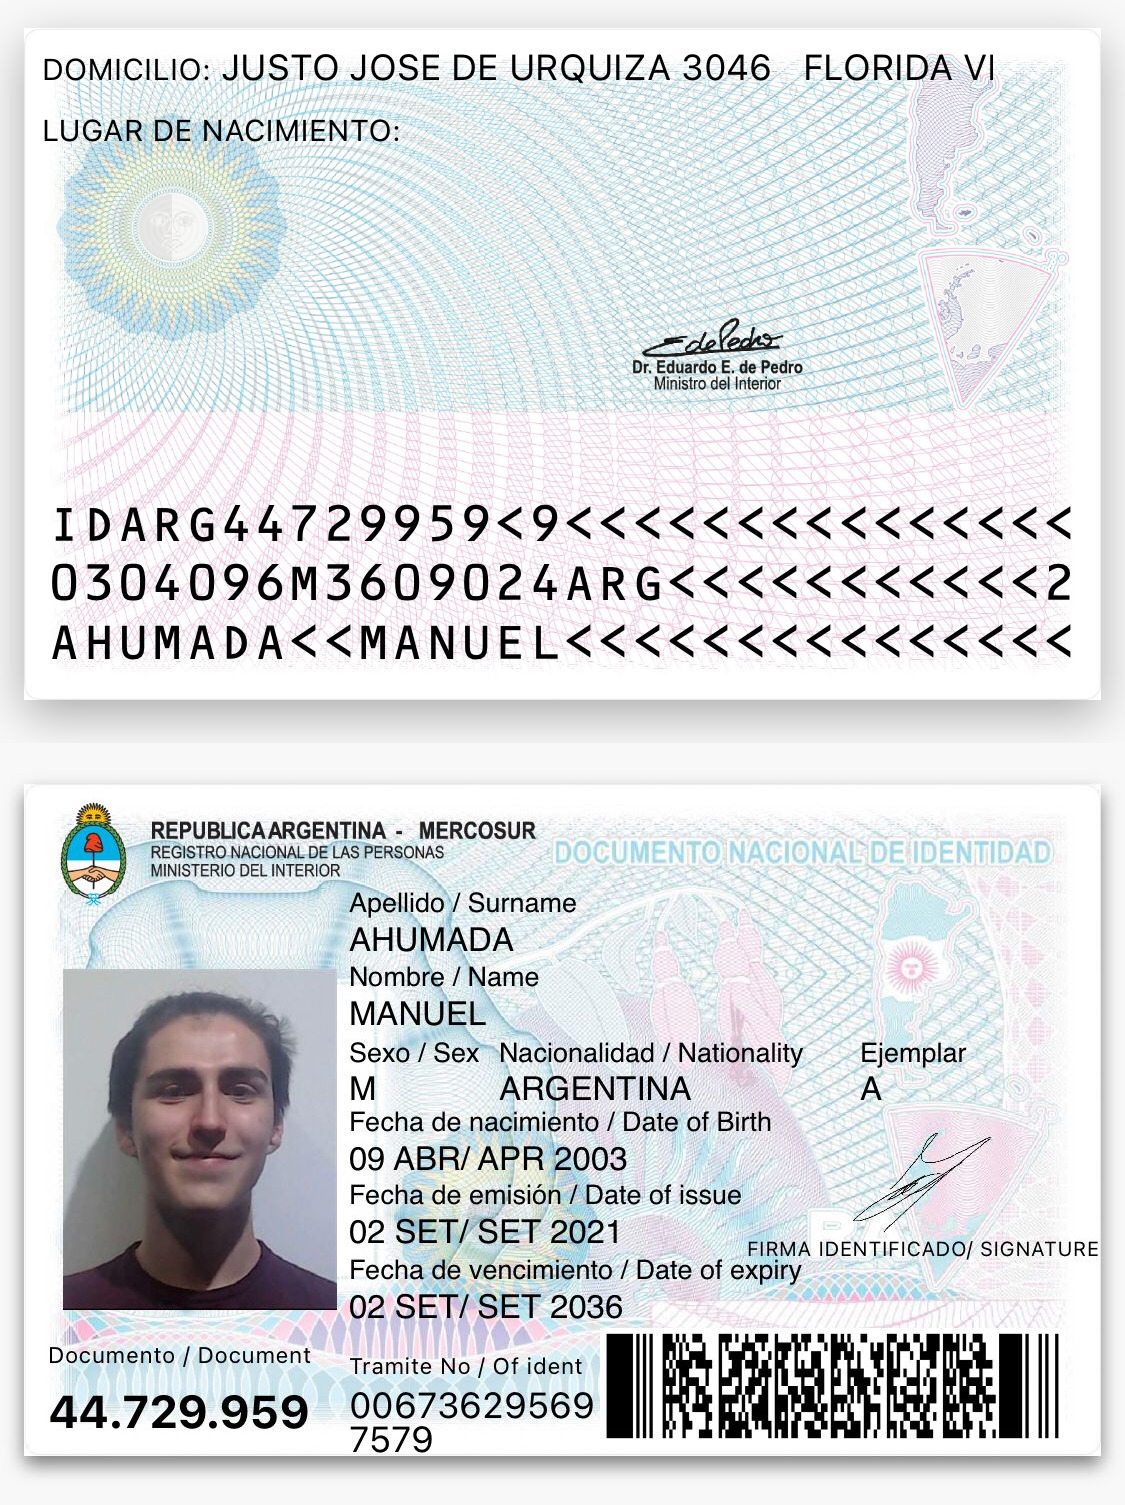 DOMICILIO: JUSTO JOSE DE URQUIZA 3046 FLORIDA VI
LUGAR DE NACIMIENTO:
E de Pedro
Dr. Eduardo E. de Pedro
Ministro del Interior
IDARG44729959<9<<<<<<<<<<<<<<<
0304096M3609024ARG<<<<<<<<<<<2
AHUMADA<<MANUEL<<<<<<<<<<<<<<<
REPUBLICA ARGENTINA - MERCOSUR
REGISTRO NACIONAL DE LAS PERSONAS
MINISTERIO DEL INTERIOR
DOCUMENTO NACIONAL DE IDENTIDAD
Apellido / Surname
AHUMADA
Nombre / Name
MANUEL
Sexo / Sex Nacionalidad / Nationality Ejemplar
M ARGENTINA A
Fecha de nacimiento / Date of Birth
09 ABR/ APR 2003
Fecha de emisión / Date of issue
02 SET/ SET 2021
FIRMA IDENTIFICADO/ SIGNATURE
Fecha de vencimiento / Date of expiry
02 SET/ SET 2036
Documento / Document
44.729.959
Tramite No / Of ident
00673629569
7579